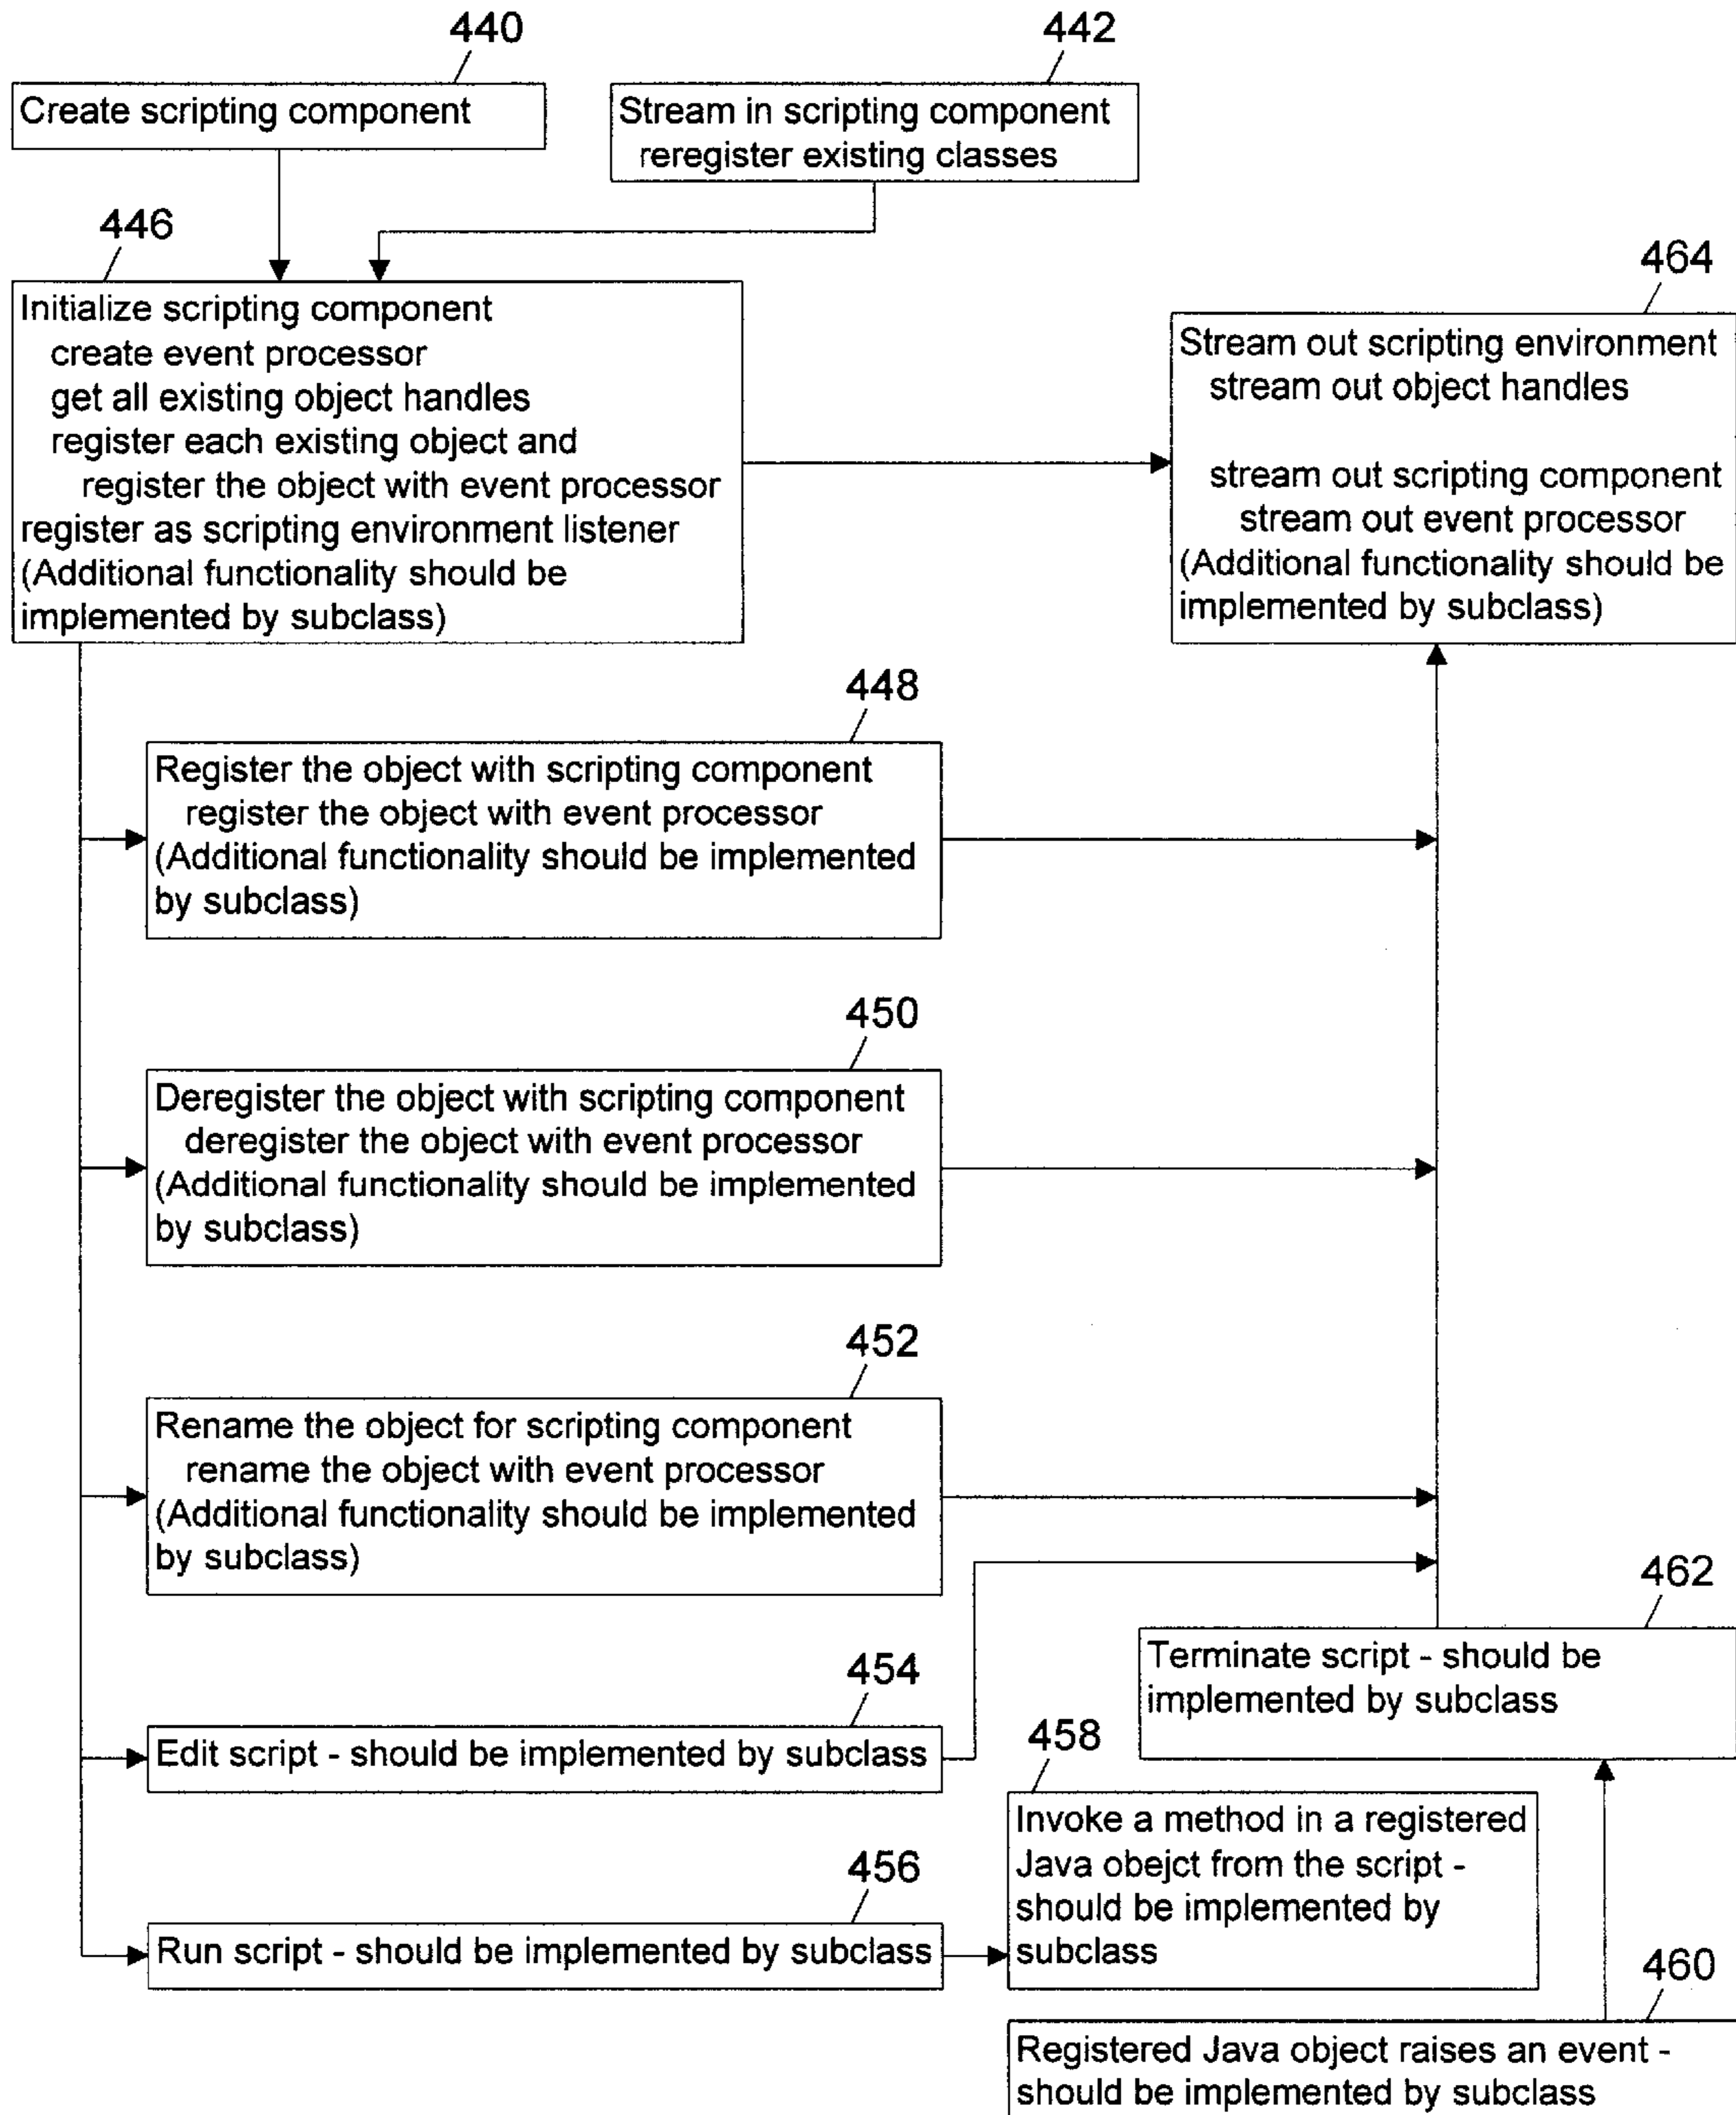 440
Create scripting component
442
Stream in scripting component
reregister existing classes
446
Initialize scripting component
create event processor
get all existing object handles
register each existing object and
register the object with event processor
register as scripting environment listener
(Additional functionality should be
implemented by subclass)
464
Stream out scripting environment
stream out object handles
stream out scripting component
stream out event processor
(Additional functionality should be
implemented by subclass)
448
Register the object with scripting component
register the object with event processor
(Additional functionality should be implemented
by subclass)
450
Deregister the object with scripting component
deregister the object with event processor
(Additional functionality should be implemented
by subclass)
452
Rename the object for scripting component
rename the object with event processor
(Additional functionality should be implemented
by subclass)
454
Edit script - should be implemented by subclass
456
Run script - should be implemented by subclass
458
Invoke a method in a registered
Java obejct from the script -
should be implemented by
subclass
462
Terminate script - should be
implemented by subclass
460
Registered Java object raises an event -
should be implemented by subclass